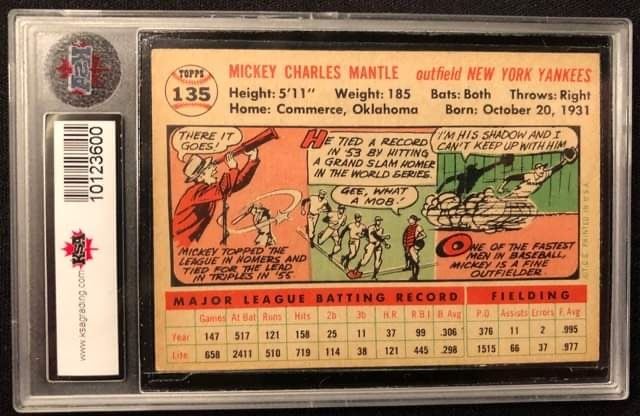 KSA
www.ksagrading.com
KSA
10123600
TOPPS
135
MICKEY CHARLES MANTLE outfield NEW YORK YANKEES
Height: 5'11" Weight: 185 Bats: Both Throws: Right
Home: Commerce, Oklahoma Born: October 20, 1931
THERE IT
GOES!
MICKEY TOPPED THE
LEAGUE IN HOMERS AND
TIED FOR THE LEAD
IN TRIPLES IN '55.
HE TIED A RECORD
IN '53 BY HITTING
A GRAND SLAM HOMER
IN THE WORLD SERIES.
GEE, WHAT
A MOB!
I'M HIS SHADOW AND I
CAN'T KEEP UP WITH HIM
ONE OF THE FASTEST
MEN IN BASEBALL,
MICKEY IS A FINE
OUTFIELDER.
PRINTED IN U.S.A.
MAJOR LEAGUE BATTING RECORD FIELDING
Games At Bat Runs Hits 2b 3b H.R R.B.I B. Avg P.O Assists Errors F. Avg
Year 147 517 121 158 25 11 37 99 .306 376 11 2 .995
Life 658 2411 510 719 114 38 121 445 .298 1515 66 37 .977